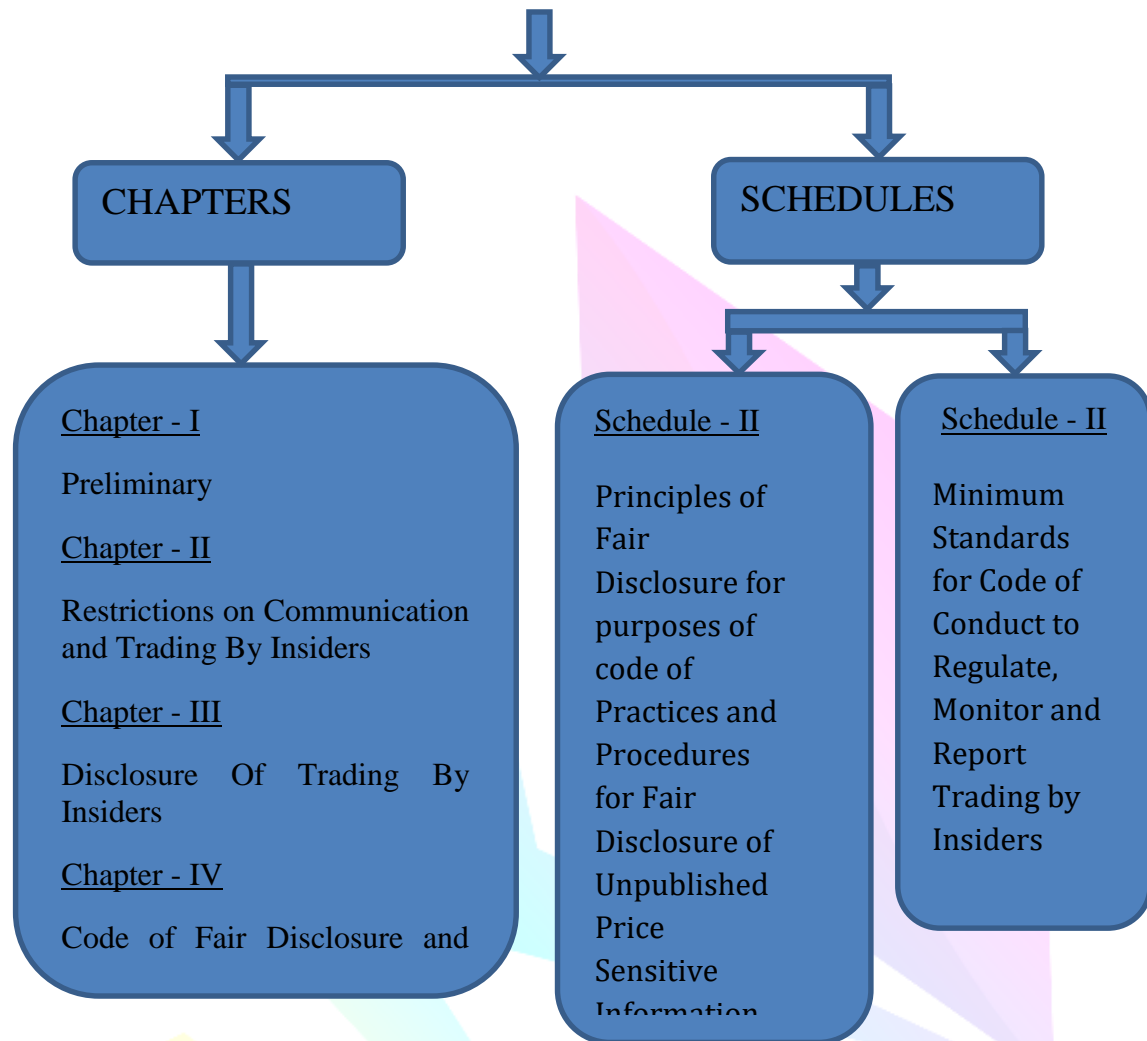 CHAPTERS
SCHEDULES
Chapter - I
Preliminary
Chapter - II
Restrictions on Communication
and Trading By Insiders
Chapter - III
Disclosure Of Trading By
Insiders
Chapter - IV
Code of Fair Disclosure and
Schedule - II
Principles of
Fair
Disclosure for
purposes of
code of
Practices and
Procedures
for Fair
Disclosure of
Unpublished
Price
Sensitive
Information
Schedule - II
Minimum
Standards
for Code of
Conduct to
Regulate,
Monitor and
Report
Trading by
Insiders